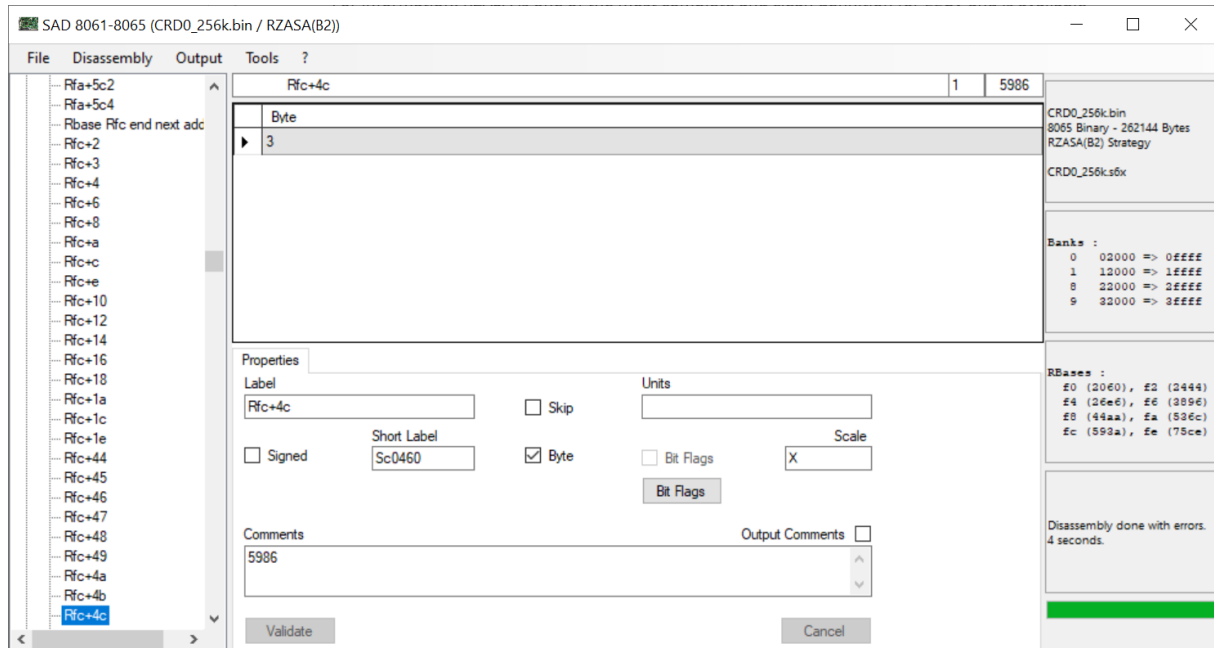 SAD 8061-8065 (CRD0_256k.bin / RZASA(B2))
File Disassembly Output Tools ?
Rfa+5c2
Rfa+5c4
Rbase Rfc end next add
Rfc+2
Rfc+3
Rfc+4
Rfc+6
Rfc+8
Rfc+a
Rfc+c
Rfc+e
Rfc+10
Rfc+12
Rfc+14
Rfc+16
Rfc+18
Rfc+1a
Rfc+1c
Rfc+1e
Rfc+44
Rfc+45
Rfc+46
Rfc+47
Rfc+48
Rfc+49
Rfc+4a
Rfc+4b
Rfc+4c
Rfc+4c 1 5986
Byte
3
Properties
Label Units
Rfc+4c Skip
Short Label Scale
Signed Sc0460 Byte Bit Flags X
Bit Flags
Comments Output Comments
5986
Validate Cancel
CRD0_256k.bin
8065 Binary - 262144 Bytes
RZASA(B2) Strategy
CRD0_256k.s6x
Banks :
0 02000 => 0ffff
1 12000 => 1ffff
8 22000 => 2ffff
9 32000 => 3ffff
RBases :
f0 (2060), f2 (2444)
f4 (26e6), f6 (3896)
f8 (44aa), fa (536c)
fc (593a), fe (75ce)
Disassembly done with errors.
4 seconds.